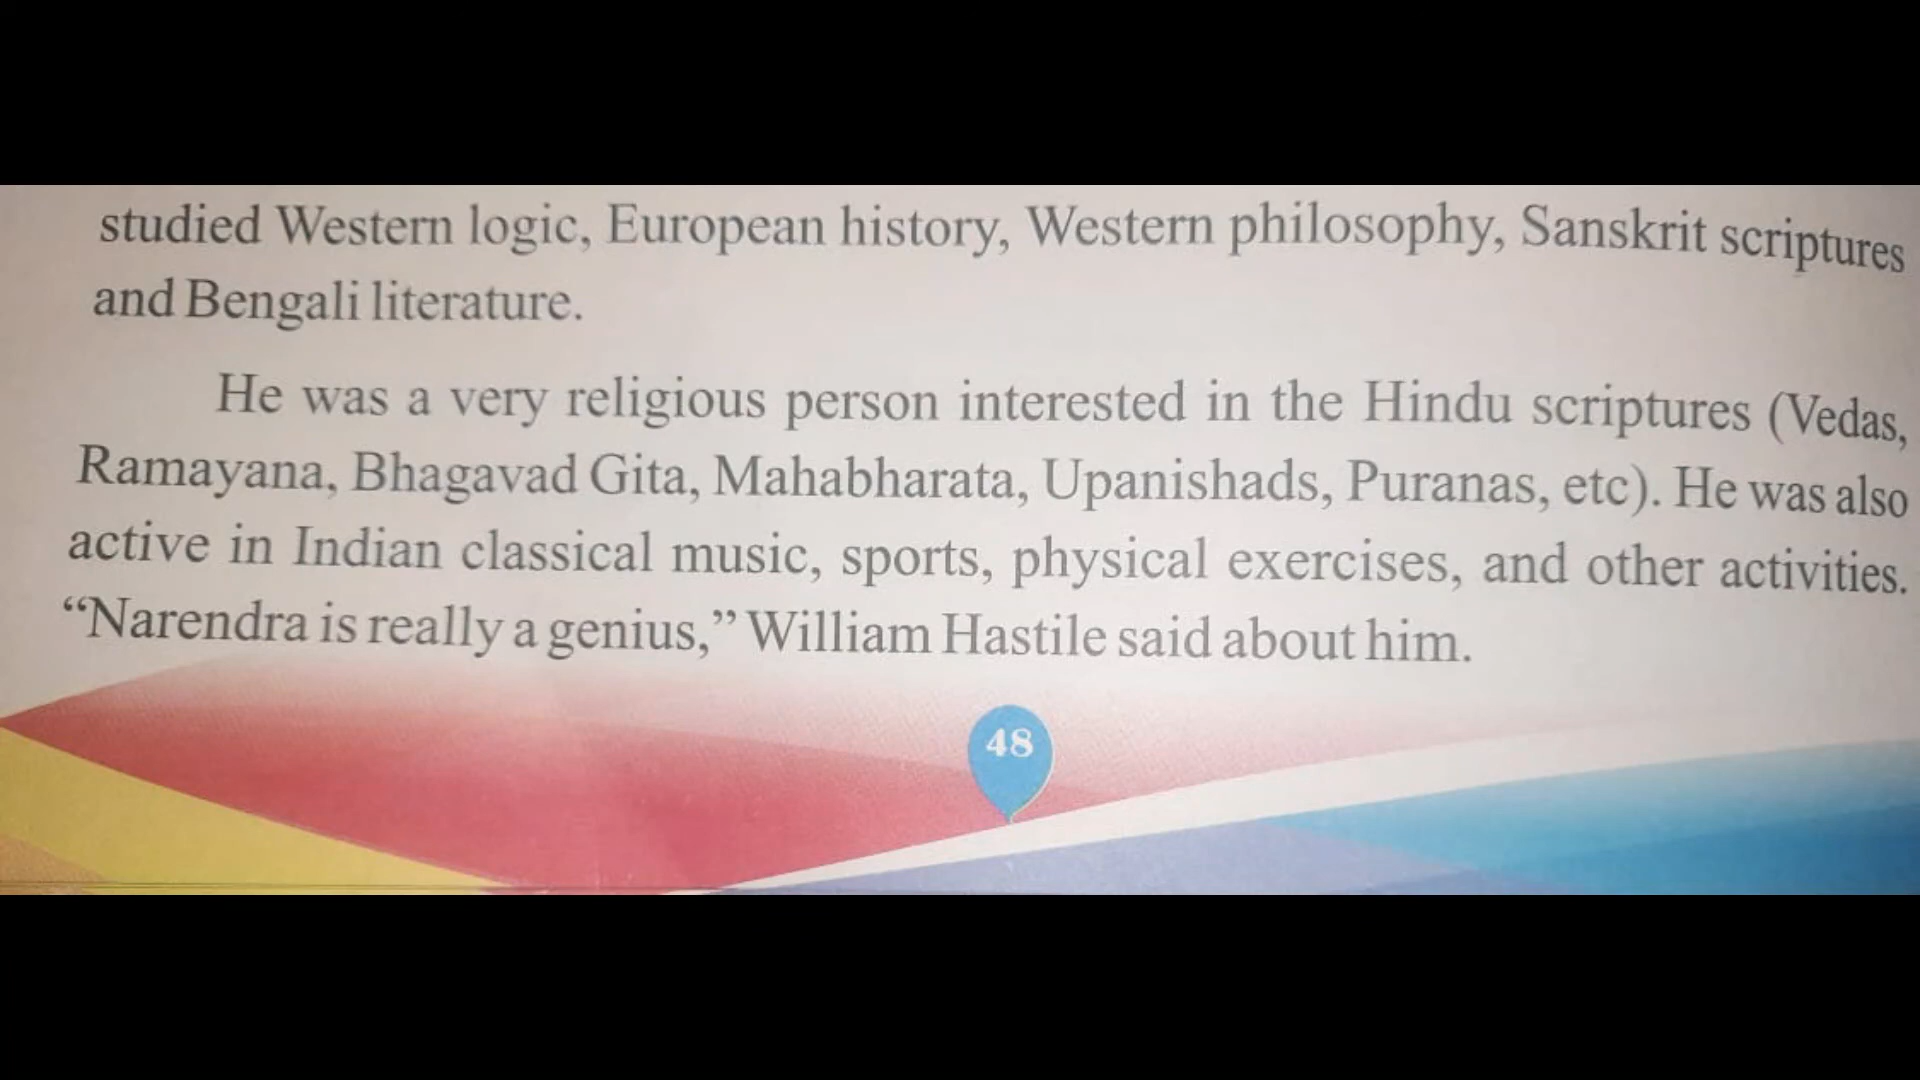 studied Western logic, European history, Western philosophy, Sanskrit scriptures
and Bengali literature.
He was a very religious person interested in the Hindu scriptures (Vedas,
Ramayana, Bhagavad Gita, Mahabharata, Upanishads, Puranas, etc). He was also
active in Indian classical music, sports, physical exercises, and other activities.
“Narendra is really a genius,” William Hastile said about him.
48